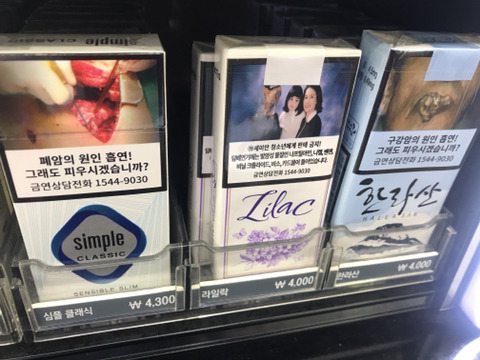 simple
CLASSIC
폐암의 원인 흡연!
그래도 피우시겠습니까?
금연상담전화 1544-9030
simple
CLASSIC
SENSIBLE SLIM
심플 클래식
₩ 4,300
19세미만 청소년에게 판매 금지!
금연상담전화 1544-9030
Lilac
라일락
₩ 4,000
구강암의 원인 흡연!
그래도 피우시겠습니까?
금연상담전화 1544-9030
한라산
한라산
₩ 4,000